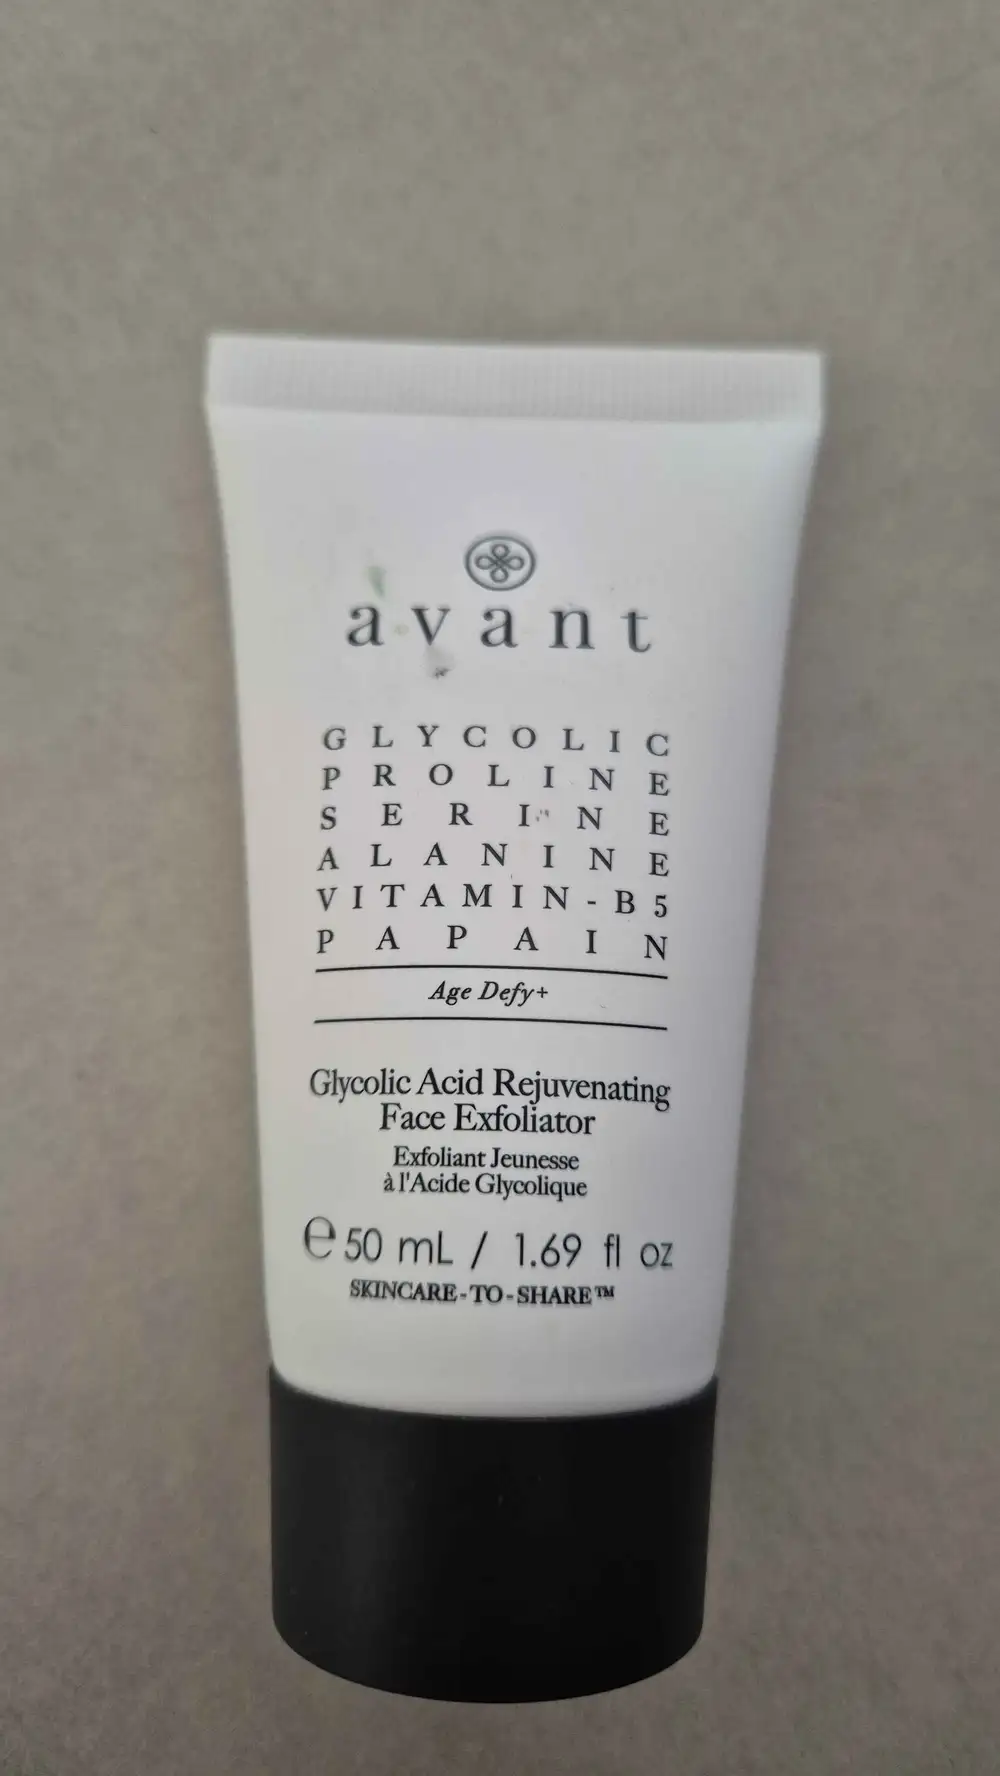 avant
GLYCOLIC
PROLINE
SERINE
ALANINE
VITAMIN-B5
PAPAIN
Age Defy+
Glycolic Acid Rejuvenating
Face Exfoliator
Exfoliant Jeunesse
à l'Acide Glycolique
℮ 50 mL / 1.69 fl oz
SKINCARE-TO-SHARE™